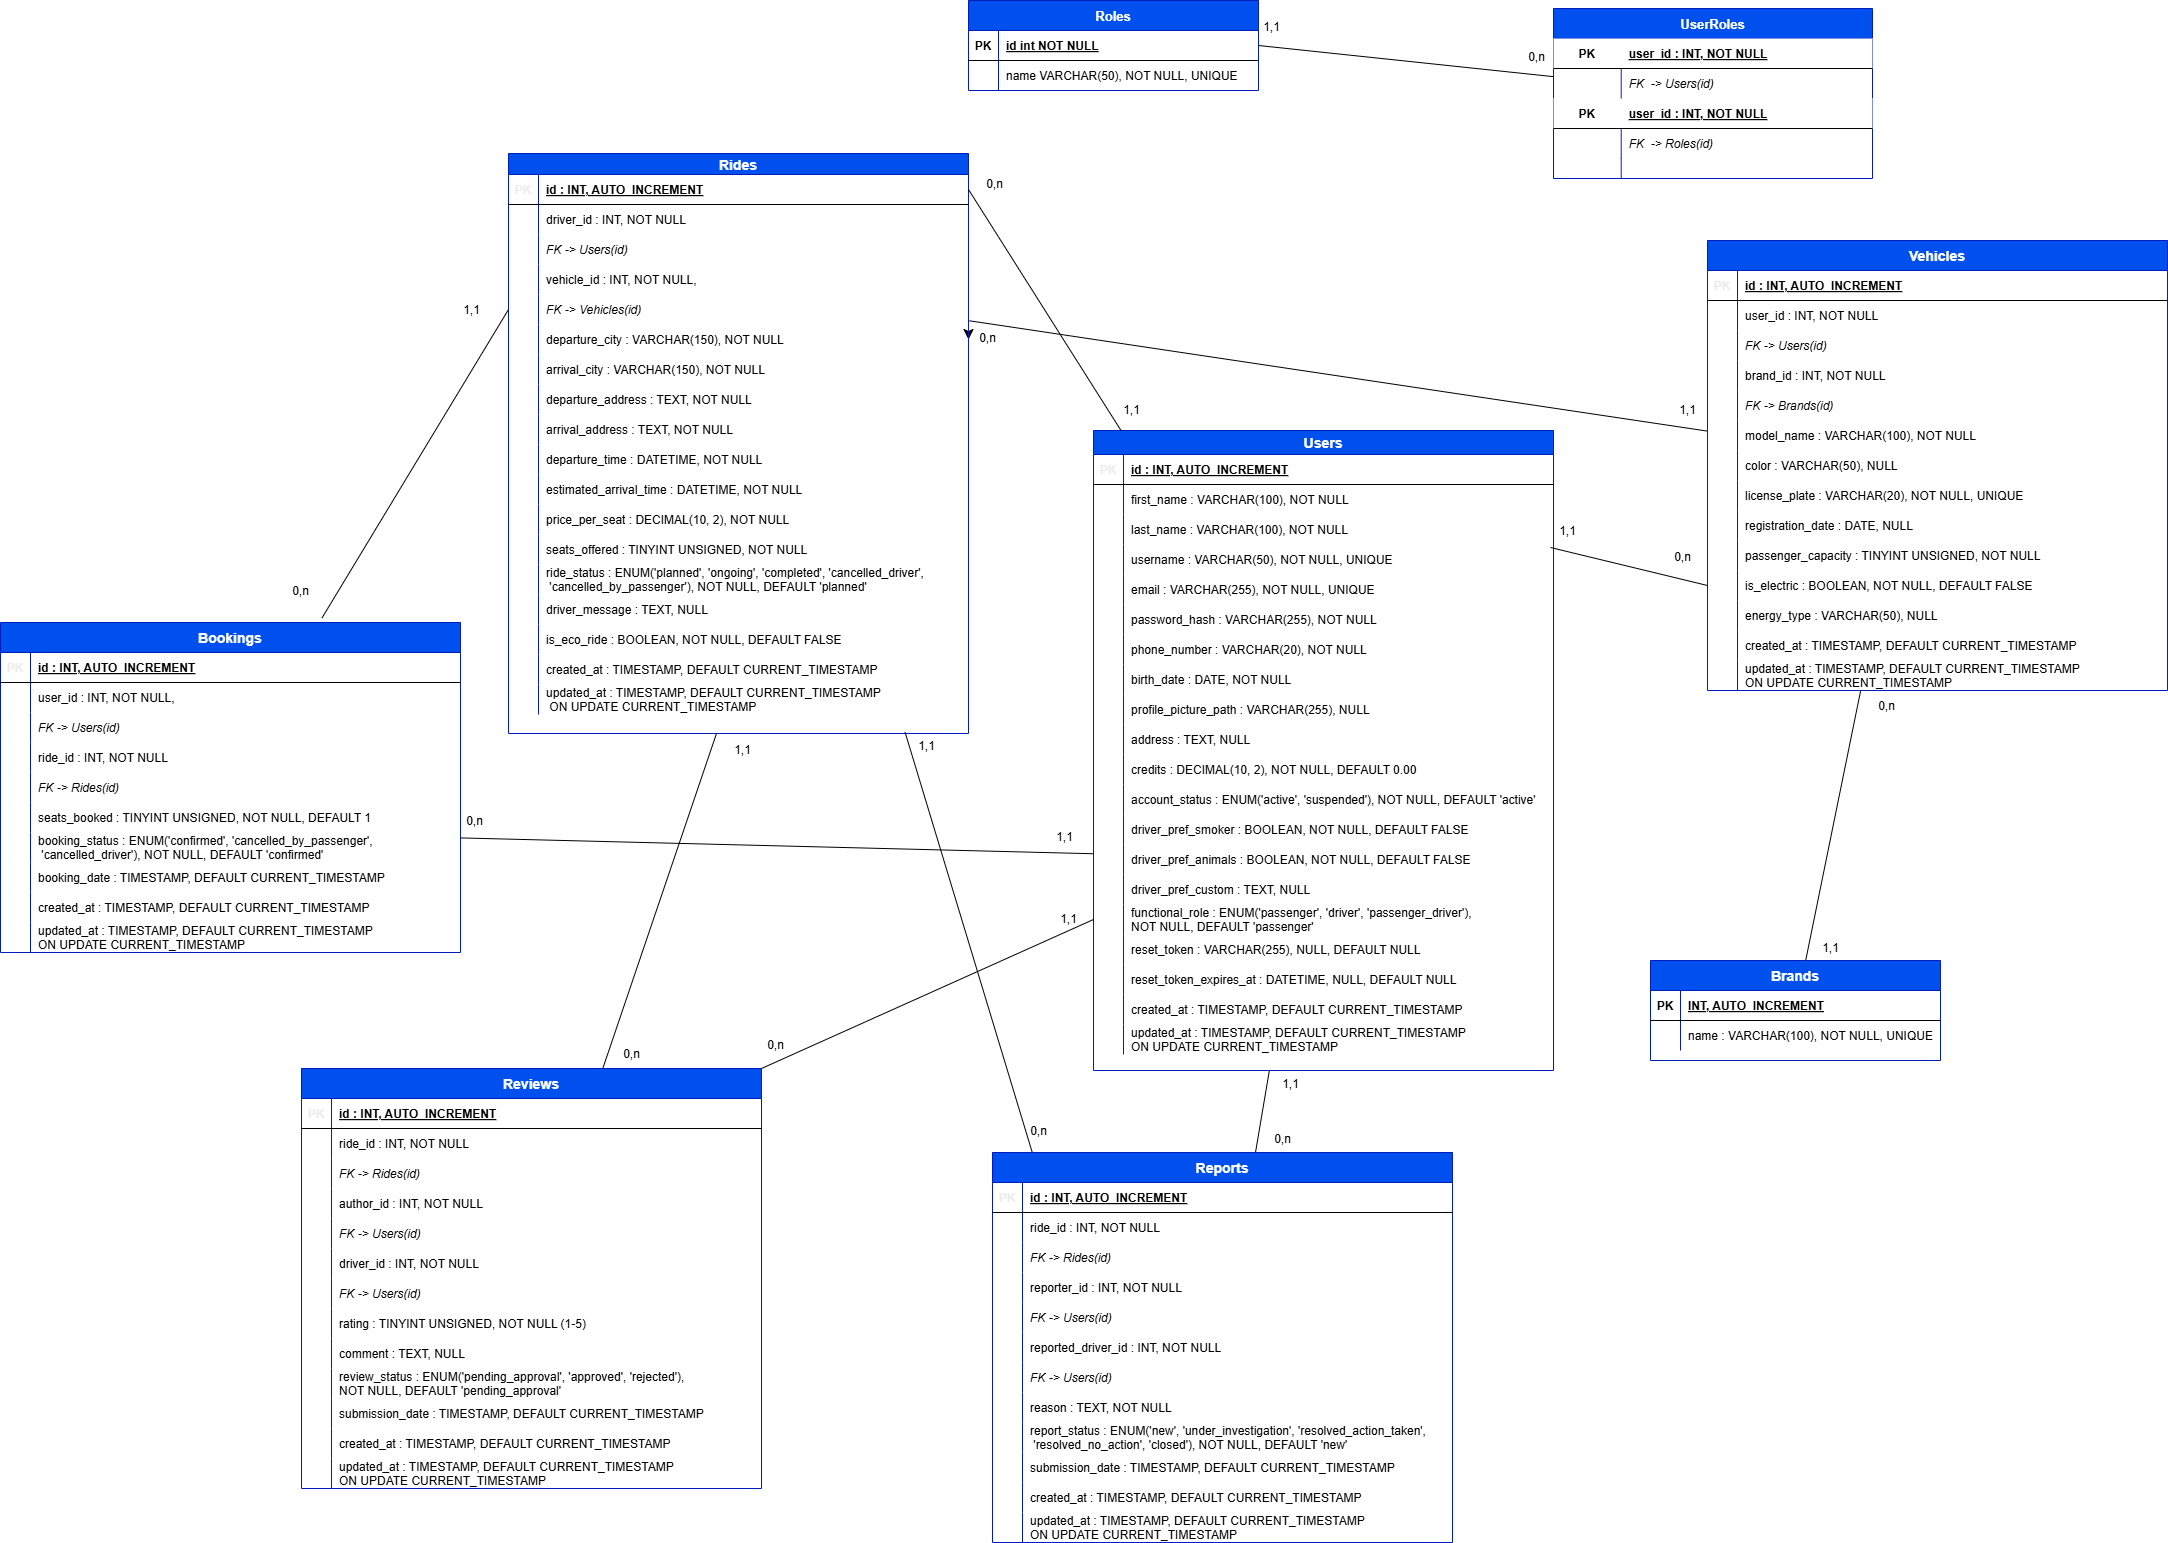 Roles
PK id int NOT NULL
name VARCHAR(50), NOT NULL, UNIQUE
1,1
0,n
UserRoles
PK user_id : INT, NOT NULL
FK -> Users(id)
PK user_id : INT, NOT NULL
FK -> Roles(id)
Rides
PK id : INT, AUTO_INCREMENT
driver_id : INT, NOT NULL
FK -> Users(id)
vehicle_id : INT, NOT NULL,
FK -> Vehicles(id)
departure_city : VARCHAR(150), NOT NULL
arrival_city : VARCHAR(150), NOT NULL
departure_address : TEXT, NOT NULL
arrival_address : TEXT, NOT NULL
departure_time : DATETIME, NOT NULL
estimated_arrival_time : DATETIME, NOT NULL
price_per_seat : DECIMAL(10, 2), NOT NULL
seats_offered : TINYINT UNSIGNED, NOT NULL
ride_status : ENUM('planned', 'ongoing', 'completed', 'cancelled_driver',
'cancelled_by_passenger'), NOT NULL, DEFAULT 'planned'
driver_message : TEXT, NULL
is_eco_ride : BOOLEAN, NOT NULL, DEFAULT FALSE
created_at : TIMESTAMP, DEFAULT CURRENT_TIMESTAMP
updated_at : TIMESTAMP, DEFAULT CURRENT_TIMESTAMP
ON UPDATE CURRENT_TIMESTAMP
0,n
1,1
0,n
1,1
1,1
0,n
Vehicles
PK id : INT, AUTO_INCREMENT
user_id : INT, NOT NULL
FK -> Users(id)
brand_id : INT, NOT NULL
FK -> Brands(id)
model_name : VARCHAR(100), NOT NULL
color : VARCHAR(50), NULL
license_plate : VARCHAR(20), NOT NULL, UNIQUE
registration_date : DATE, NULL
passenger_capacity : TINYINT UNSIGNED, NOT NULL
is_electric : BOOLEAN, NOT NULL, DEFAULT FALSE
energy_type : VARCHAR(50), NULL
created_at : TIMESTAMP, DEFAULT CURRENT_TIMESTAMP
updated_at : TIMESTAMP, DEFAULT CURRENT_TIMESTAMP
ON UPDATE CURRENT_TIMESTAMP
Users
PK id : INT, AUTO_INCREMENT
first_name : VARCHAR(100), NOT NULL
last_name : VARCHAR(100), NOT NULL
username : VARCHAR(50), NOT NULL, UNIQUE
email : VARCHAR(255), NOT NULL, UNIQUE
password_hash : VARCHAR(255), NOT NULL
phone_number : VARCHAR(20), NOT NULL
birth_date : DATE, NOT NULL
profile_picture_path : VARCHAR(255), NULL
address : TEXT, NULL
credits : DECIMAL(10, 2), NOT NULL, DEFAULT 0.00
account_status : ENUM('active', 'suspended'), NOT NULL, DEFAULT 'active'
driver_pref_smoker : BOOLEAN, NOT NULL, DEFAULT FALSE
driver_pref_animals : BOOLEAN, NOT NULL, DEFAULT FALSE
driver_pref_custom : TEXT, NULL
functional_role : ENUM('passenger', 'driver', 'passenger_driver'),
NOT NULL, DEFAULT 'passenger'
reset_token : VARCHAR(255), NULL, DEFAULT NULL
reset_token_expires_at : DATETIME, NULL, DEFAULT NULL
created_at : TIMESTAMP, DEFAULT CURRENT_TIMESTAMP
updated_at : TIMESTAMP, DEFAULT CURRENT_TIMESTAMP
ON UPDATE CURRENT_TIMESTAMP
1,1
0,n
Bookings
PK id : INT, AUTO_INCREMENT
user_id : INT, NOT NULL,
FK -> Users(id)
ride_id : INT, NOT NULL
FK -> Rides(id)
seats_booked : TINYINT UNSIGNED, NOT NULL, DEFAULT 1
booking_status : ENUM('confirmed', 'cancelled_by_passenger',
'cancelled_driver'), NOT NULL, DEFAULT 'confirmed'
booking_date : TIMESTAMP, DEFAULT CURRENT_TIMESTAMP
created_at : TIMESTAMP, DEFAULT CURRENT_TIMESTAMP
updated_at : TIMESTAMP, DEFAULT CURRENT_TIMESTAMP
ON UPDATE CURRENT_TIMESTAMP
0,n
1,1
1,1
1,1
0,n
1,1
Brands
PK INT, AUTO_INCREMENT
name : VARCHAR(100), NOT NULL, UNIQUE
1,1
0,n
0,n
Reviews
PK id : INT, AUTO_INCREMENT
ride_id : INT, NOT NULL
FK -> Rides(id)
author_id : INT, NOT NULL
FK -> Users(id)
driver_id : INT, NOT NULL
FK -> Users(id)
rating : TINYINT UNSIGNED, NOT NULL (1-5)
comment : TEXT, NULL
review_status : ENUM('pending_approval', 'approved', 'rejected'),
NOT NULL, DEFAULT 'pending_approval'
submission_date : TIMESTAMP, DEFAULT CURRENT_TIMESTAMP
created_at : TIMESTAMP, DEFAULT CURRENT_TIMESTAMP
updated_at : TIMESTAMP, DEFAULT CURRENT_TIMESTAMP
ON UPDATE CURRENT_TIMESTAMP
1,1
0,n
0,n
Reports
PK id : INT, AUTO_INCREMENT
ride_id : INT, NOT NULL
FK -> Rides(id)
reporter_id : INT, NOT NULL
FK -> Users(id)
reported_driver_id : INT, NOT NULL
FK -> Users(id)
reason : TEXT, NOT NULL
report_status : ENUM('new', 'under_investigation', 'resolved_action_taken',
'resolved_no_action', 'closed'), NOT NULL, DEFAULT 'new'
submission_date : TIMESTAMP, DEFAULT CURRENT_TIMESTAMP
created_at : TIMESTAMP, DEFAULT CURRENT_TIMESTAMP
updated_at : TIMESTAMP, DEFAULT CURRENT_TIMESTAMP
ON UPDATE CURRENT_TIMESTAMP